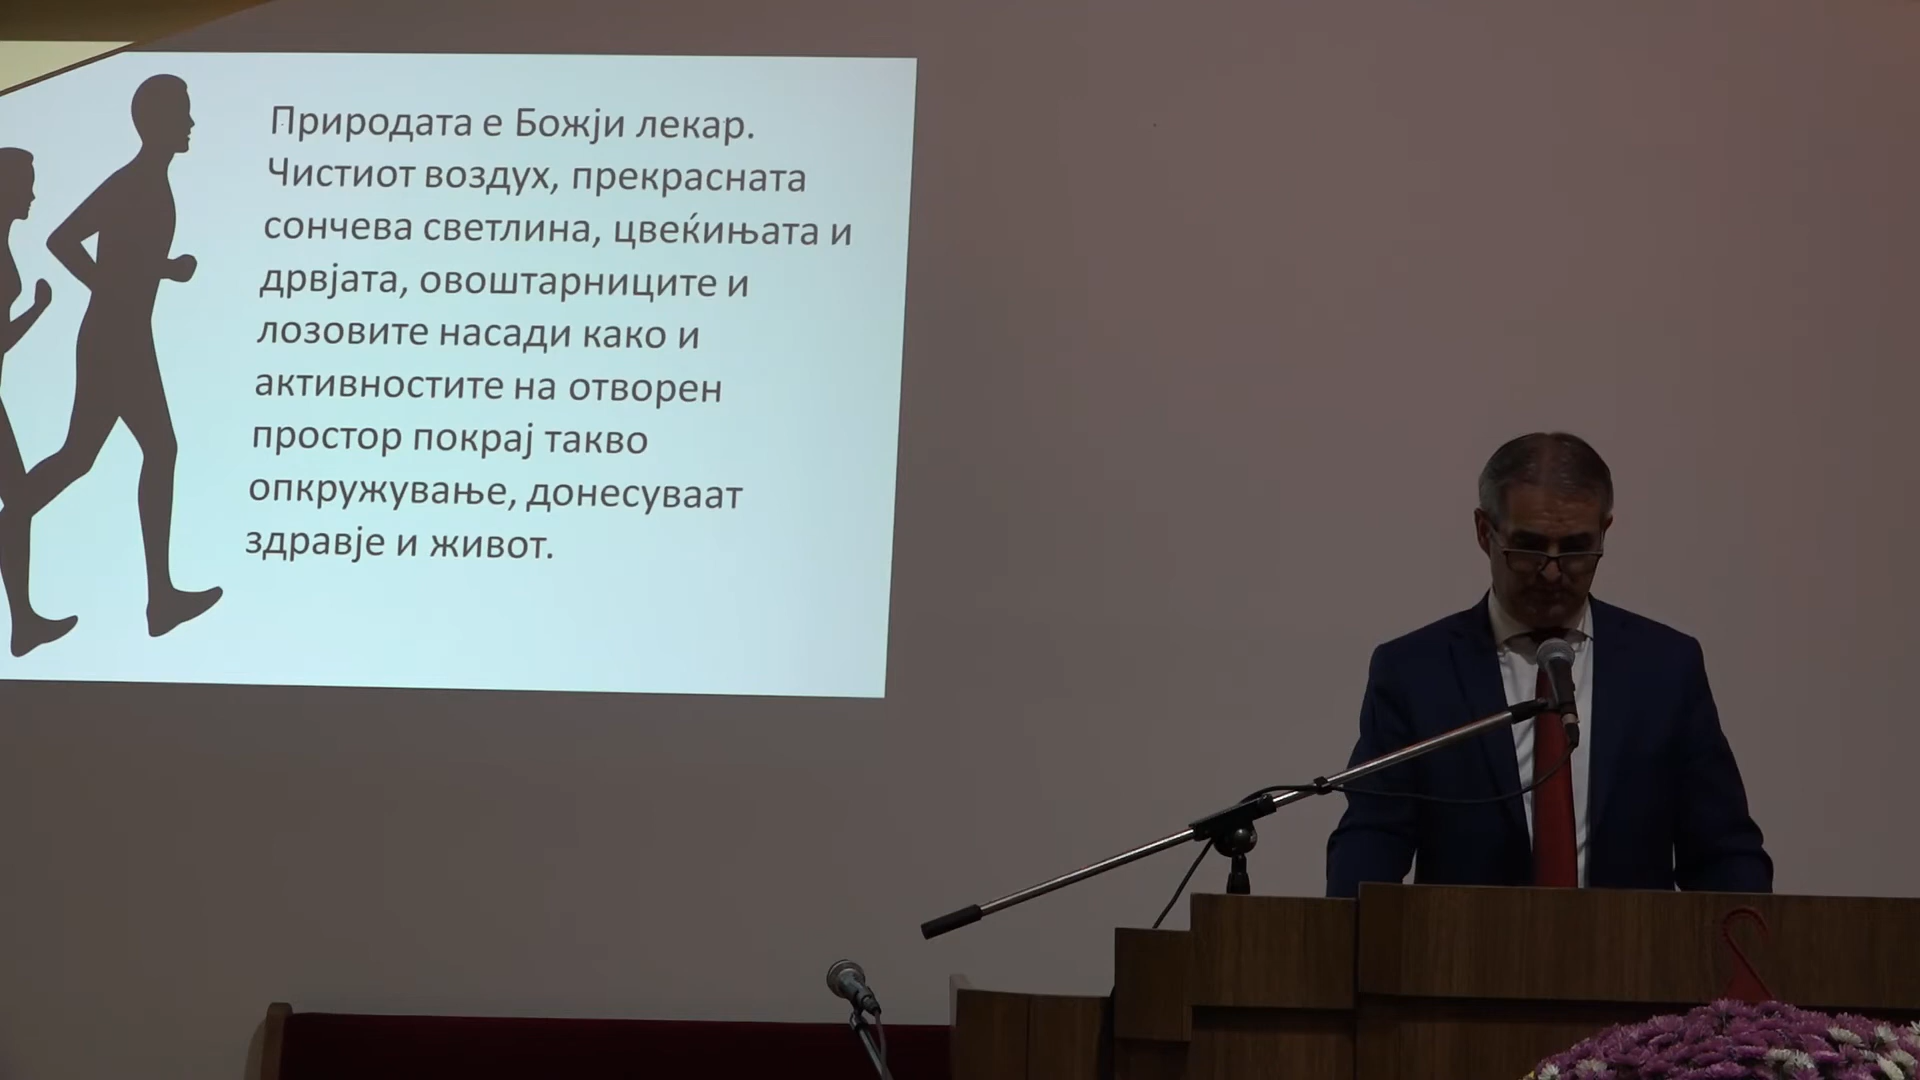 Природата е Божји лекар.
Чистиот воздух, прекрасната
сончева светлина, цвеќињата и
дрвјата, овоштарниците и
лозовите насади како и
активностите на отворен
простор покрај такво
опкружување, донесуваат
здравје и живот.